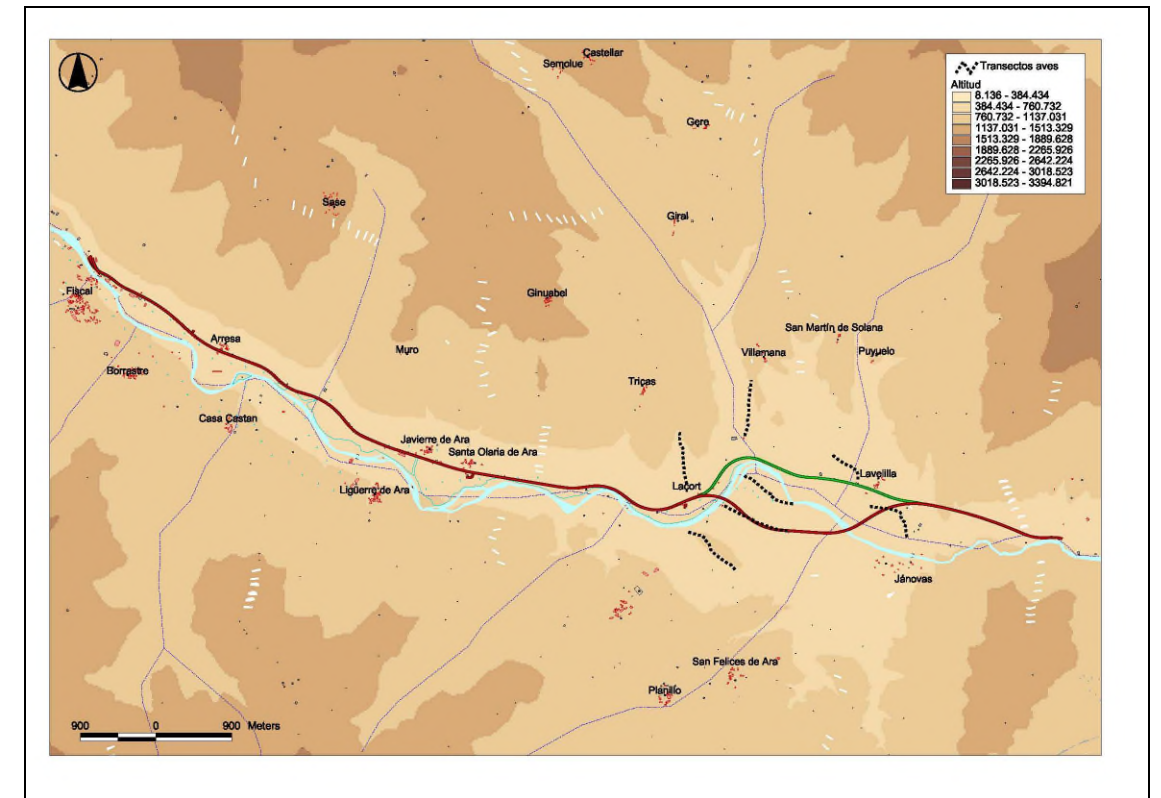 Castellar
Semolue
Transectos aves
Altitud
8.136 - 384.434
384.434 - 760.732
760.732 - 1137.031
1137.031 - 1513.329
1513.329 - 1889.628
1889.628 - 2265.926
2265.926 - 2642.224
2642.224 - 3018.523
3018.523 - 3394.821
Gere
Sase
Giral
Fiscal
Ginuabel
San Martín de Solana
Arresa
Muro
Villamana
Puyuelo
Borrastre
Triças
Casa Castan
Javierre de Ara
Santa Olaria de Ara
Lavelilla
Ligüerre de Ara
Laçort
Jánovas
San Felices de Ara
Planillo
900 0 900 Meters